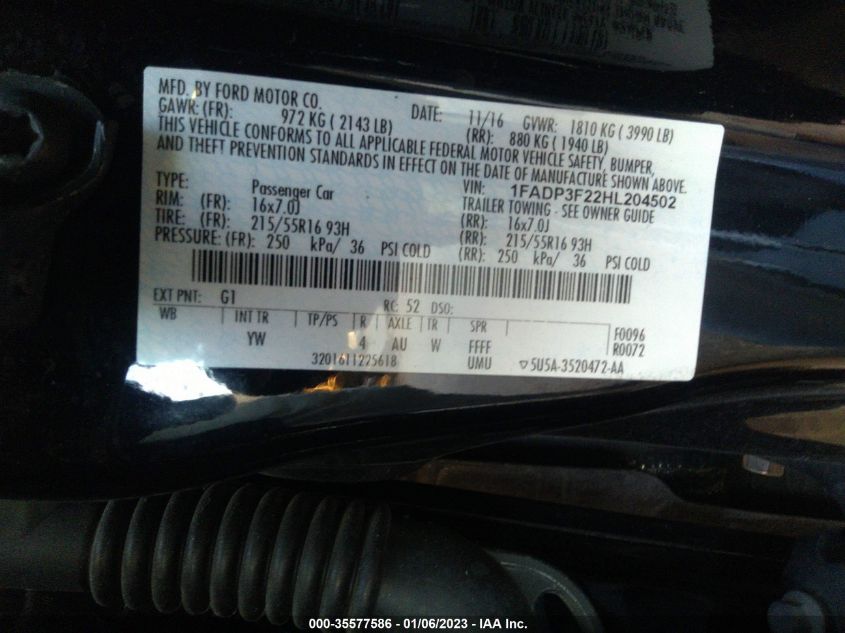 MFD. BY FORD MOTOR CO. DATE: 11/16 GVWR: 1810 KG (3990 LB)
GAWR: (FR): 972 KG (2143 LB) (RR): 880 KG (1940 LB)
THIS VEHICLE CONFORMS TO ALL APPLICABLE FEDERAL MOTOR VEHICLE SAFETY, BUMPER,
AND THEFT PREVENTION STANDARDS IN EFFECT ON THE DATE OF MANUFACTURE SHOWN ABOVE.
VIN: 1FADP3F22HL204502
TYPE: Passenger Car TRAILER TOWING - SEE OWNER GUIDE
RIM: (FR): 16x7.0J (RR): 16x7.0J
TIRE: (FR): 215/55R16 93H (RR): 215/55R16 93H
PRESSURE: (FR): 250 kPa/ 36 PSI COLD (RR): 250 kPa/ 36 PSI COLD
EXT PNT: G1 RC: 52 DSO:
WB INT TR TP/PS R AXLE TR SPR F0096
YW 4 AU W FFFF R0072
3201611225618 UMU ▽5U5A-3520472-AA
000-35577586 - 01/06/2023 - IAA Inc.